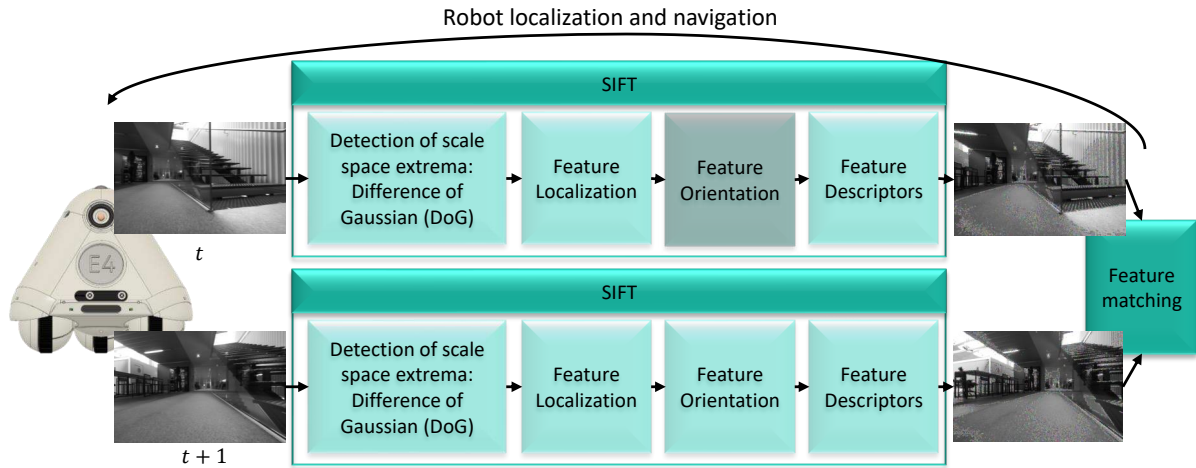 Robot localization and navigation
SIFT
Detection of scale
space extrema:
Difference of
Gaussian (DoG)
Feature
Localization
Feature
Orientation
Feature
Descriptors
t
E4
Feature
matching
SIFT
Detection of scale
space extrema:
Difference of
Gaussian (DoG)
Feature
Localization
Feature
Orientation
Feature
Descriptors
t + 1